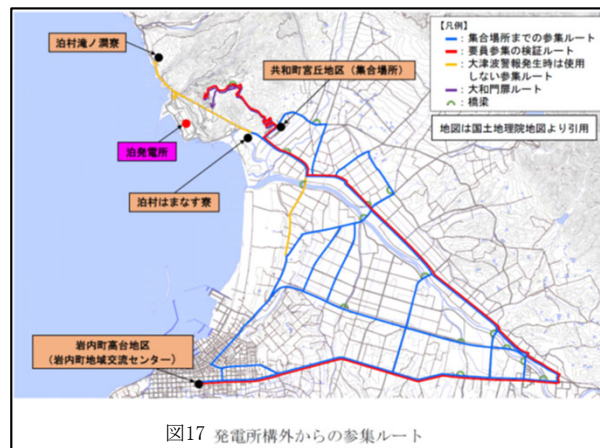 【凡例】
：集合場所までの参集ルート
：要員参集の検証ルート
：大津波警報発生時は使用
しない参集ルート
：大和門扉ルート
：橋梁
地図は国土地理院地図より引用
泊村滝ノ澗寮
共和町宮丘地区（集合場所）
泊発電所
泊村はまなす寮
岩内町高台地区
（岩内町地域交流センター）
図17 発電所構外からの参集ルート